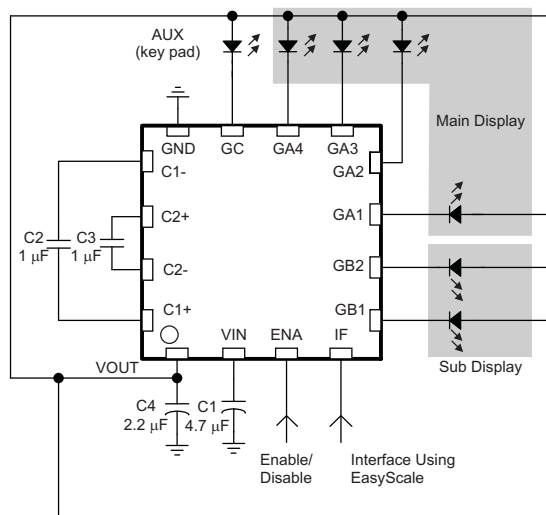 AUX
(key pad)
Main Display
GND
GC
GA4
GA3
GA2
C1-
C2+
GA1
C2
1 μF
C3
1 μF
C2-
GB2
C1+
GB1
VIN
ENA
IF
VOUT
Sub Display
C4
2.2 μF
C1
4.7 μF
Enable/
Disable
Interface Using
EasyScale